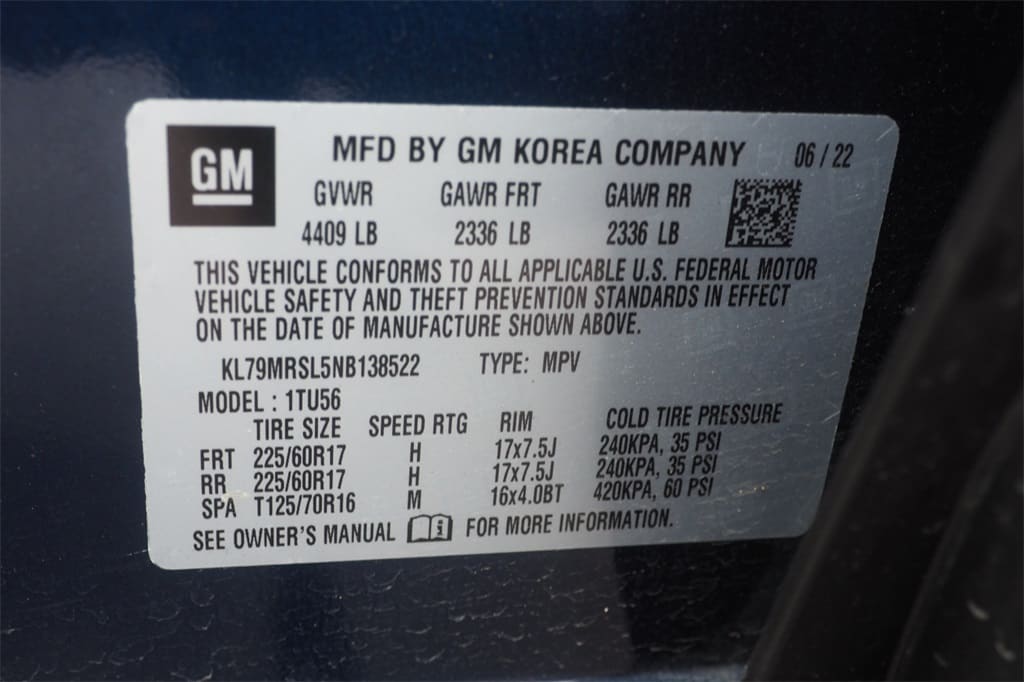 GM
MFD BY GM KOREA COMPANY 06 / 22
GVWR GAWR FRT GAWR RR
4409 LB 2336 LB 2336 LB
THIS VEHICLE CONFORMS TO ALL APPLICABLE U.S. FEDERAL MOTOR
VEHICLE SAFETY AND THEFT PREVENTION STANDARDS IN EFFECT
ON THE DATE OF MANUFACTURE SHOWN ABOVE.
KL79MRSL5NB138522 TYPE: MPV
MODEL : 1TU56
TIRE SIZE SPEED RTG RIM COLD TIRE PRESSURE
FRT 225/60R17 H 17x7.5J 240KPA, 35 PSI
RR 225/60R17 H 17x7.5J 240KPA, 35 PSI
SPA T125/70R16 M 16x4.0BT 420KPA, 60 PSI
SEE OWNER'S MANUAL FOR MORE INFORMATION.